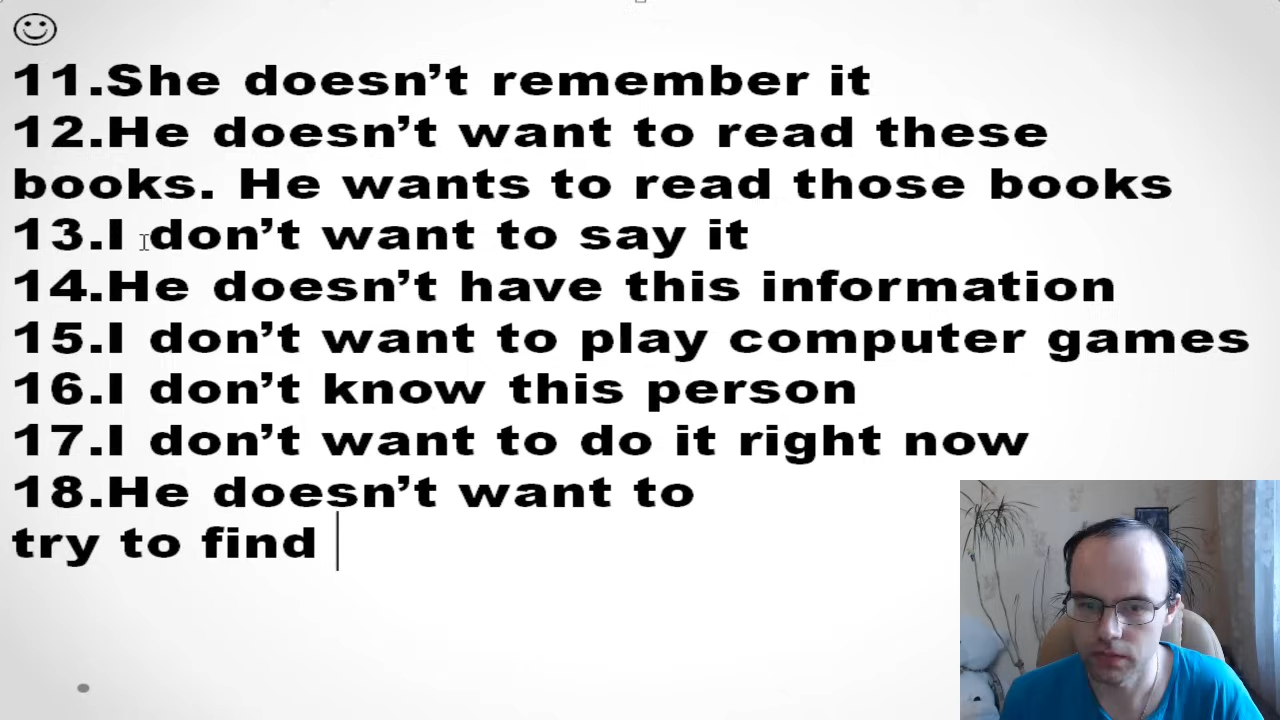 11.She doesn't remember it
12.He doesn't want to read these
books. He wants to read those books
13.I don't want to say it
14.He doesn't have this information
15.I don't want to play computer games
16.I don't know this person
17.I don't want to do it right now
18.He doesn't want to
try to find